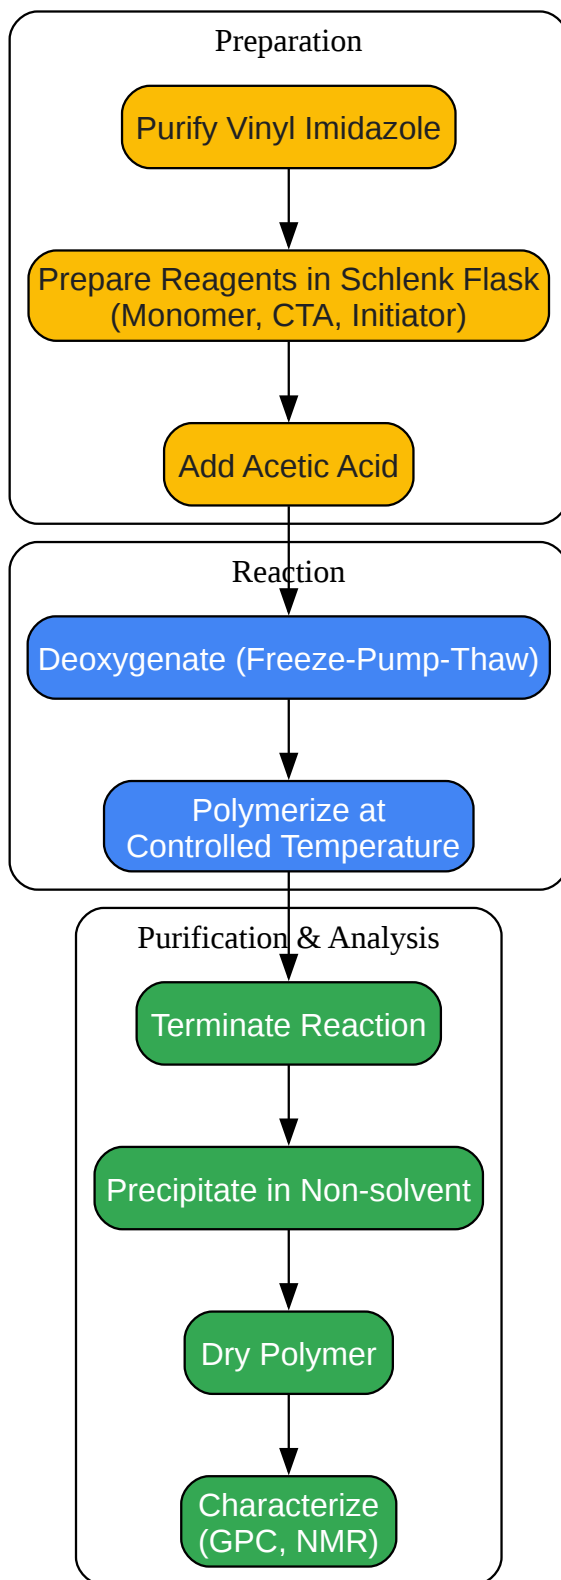 Preparation
Purify Vinyl Imidazole
Prepare Reagents in Schlenk Flask
(Monomer, CTA, Initiator)
Add Acetic Acid
Reaction
Deoxygenate (Freeze-Pump-Thaw)
Polymerize at
Controlled Temperature
Purification & Analysis
Terminate Reaction
Precipitate in Non-solvent
Dry Polymer
Characterize
(GPC, NMR)